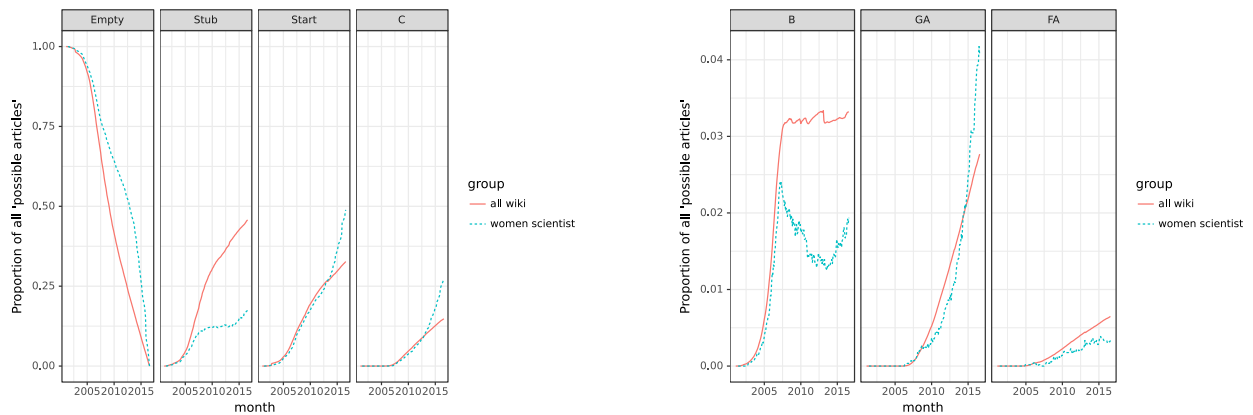 Empty Stub Start C
1.00
0.75
0.50
0.25
0.00
Proportion of all 'possible articles'
2005 2010 2015 2005 2010 2015 2005 2010 2015 2005 2010 2015
month
group
all wiki
women scientist
B GA FA
0.04
0.03
0.02
0.01
0.00
Proportion of all 'possible articles'
2005 2010 2015 2005 2010 2015 2005 2010 2015
month
group
all wiki
women scientist